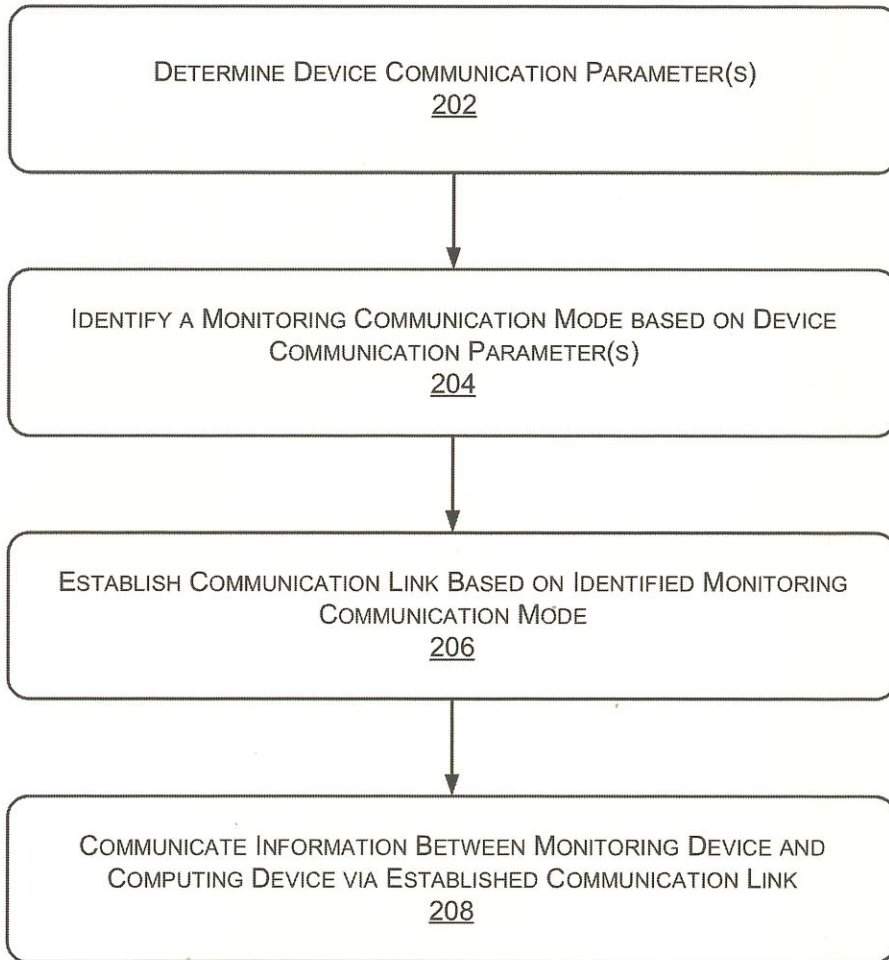 DETERMINE DEVICE COMMUNICATION PARAMETER(S)
202
IDENTIFY A MONITORING COMMUNICATION MODE BASED ON DEVICE
COMMUNICATION PARAMETER(S)
204
ESTABLISH COMMUNICATION LINK BASED ON IDENTIFIED MONITORING
COMMUNICATION MODE
206
COMMUNICATE INFORMATION BETWEEN MONITORING DEVICE AND
COMPUTING DEVICE VIA ESTABLISHED COMMUNICATION LINK
208